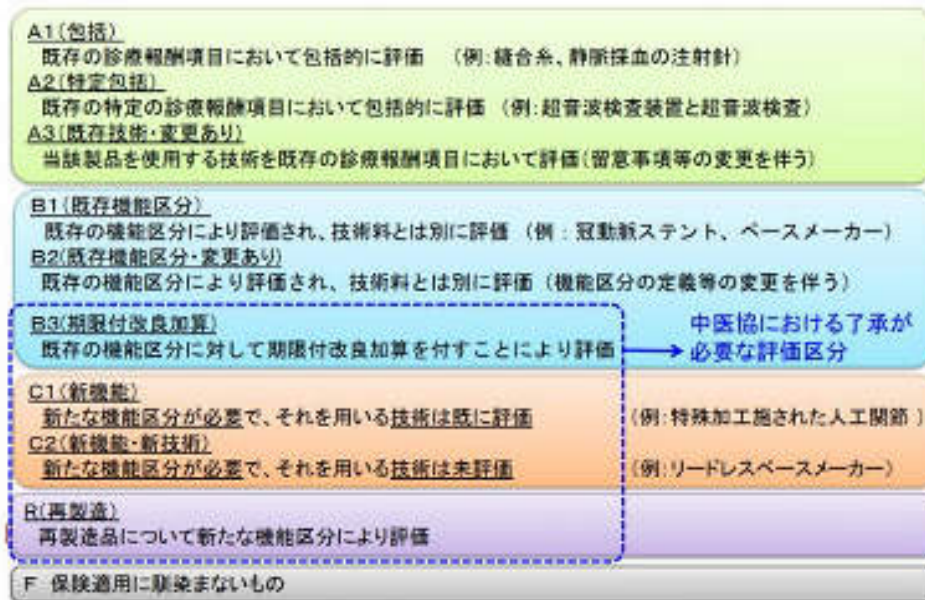 A1(包括)
既存の診療報酬項目において包括的に評価 (例:縫合糸、静脈採血の注射針)
A2(特定包括)
既存の特定の診療報酬項目において包括的に評価 (例:超音波検査装置と超音波検査)
A3(既存技術・変更あり)
当該製品を使用する技術を既存の診療報酬項目において評価(留意事項等の変更を伴う)
B1(既存機能区分)
既存の機能区分により評価され、技術料とは別に評価 (例:冠動脈ステント、ペースメーカー)
B2(既存機能区分・変更あり)
既存の機能区分により評価され、技術料とは別に評価 (機能区分の定義等の変更を伴う)
B3(期限付改良加算)
既存の機能区分に対して期限付改良加算を付すことにより評価
中医協における了承が
必要な評価区分
C1(新機能)
新たな機能区分が必要で、それを用いる技術は既に評価 (例:特殊加工施された人工関節)
C2(新機能・新技術)
新たな機能区分が必要で、それを用いる技術は未評価 (例:リードレスペースメーカー)
R(再製造)
再製造品について新たな機能区分により評価
F 保険適用に馴染まないもの